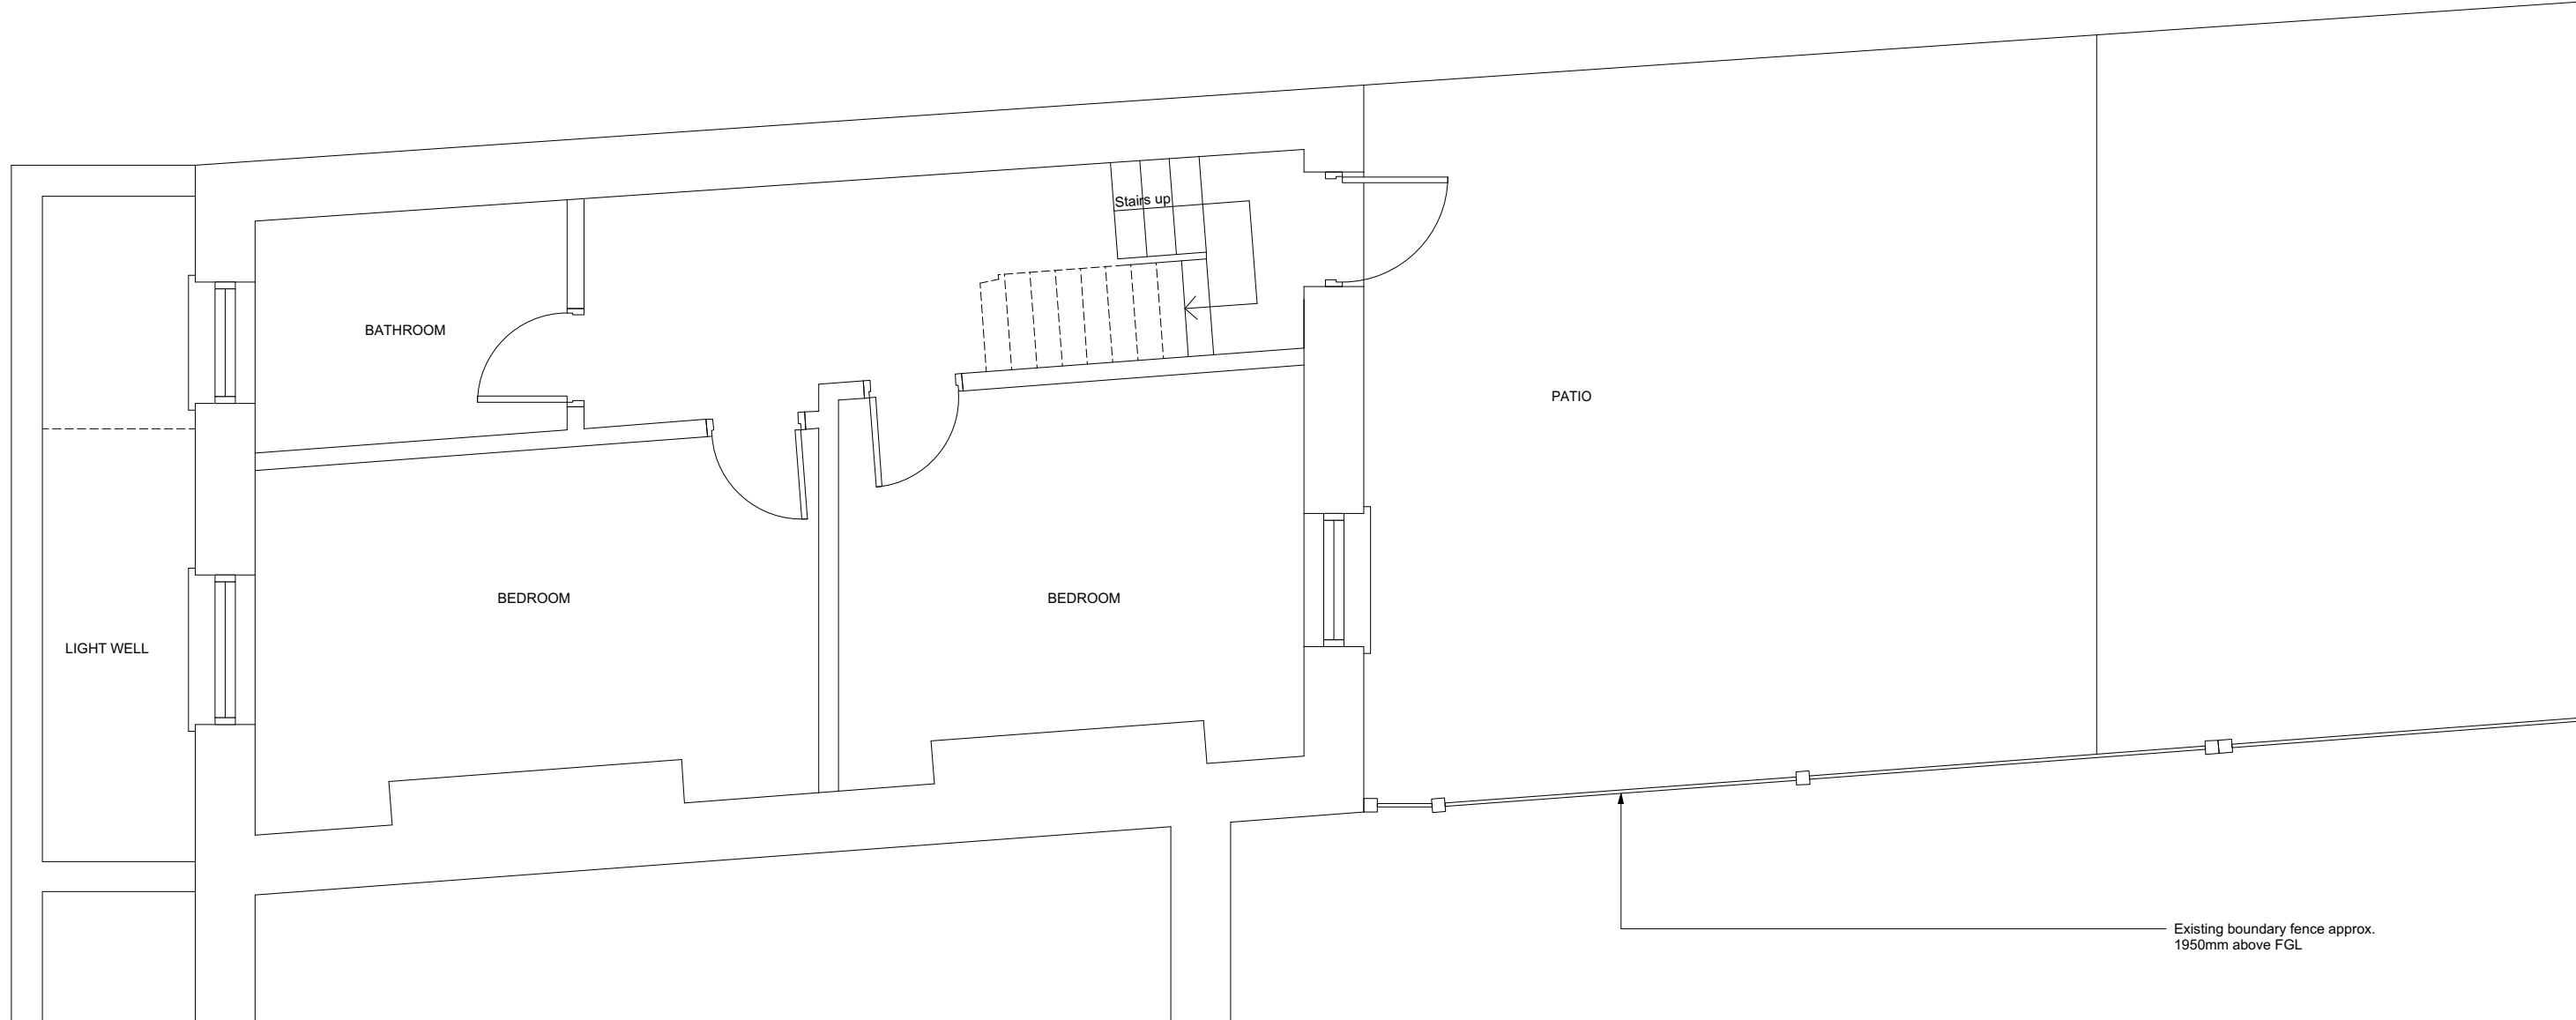 Stairs up
BATHROOM
PATIO
BEDROOM
BEDROOM
LIGHT WELL
Existing boundary fence approx.
1950mm above FGL